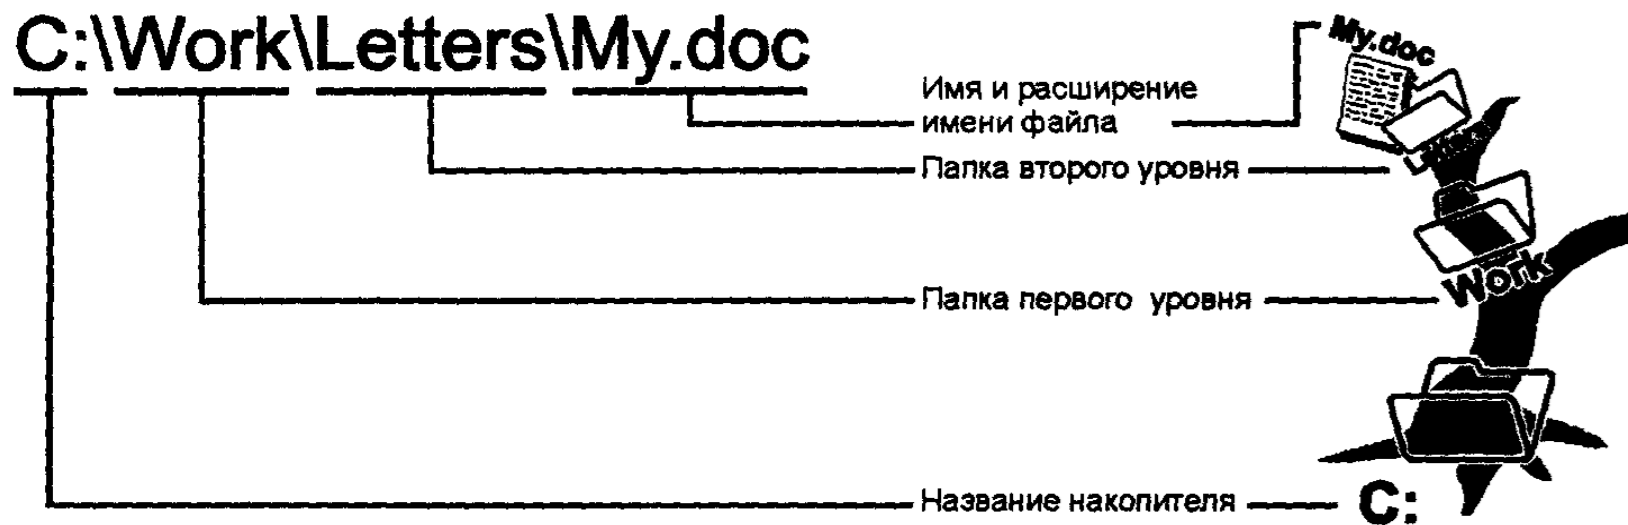 C:\Work\Letters\My.doc
My.doc
Имя и расширение
имени файла
Letters
Папка второго уровня
Work
Папка первого уровня
Название накопителя
C: